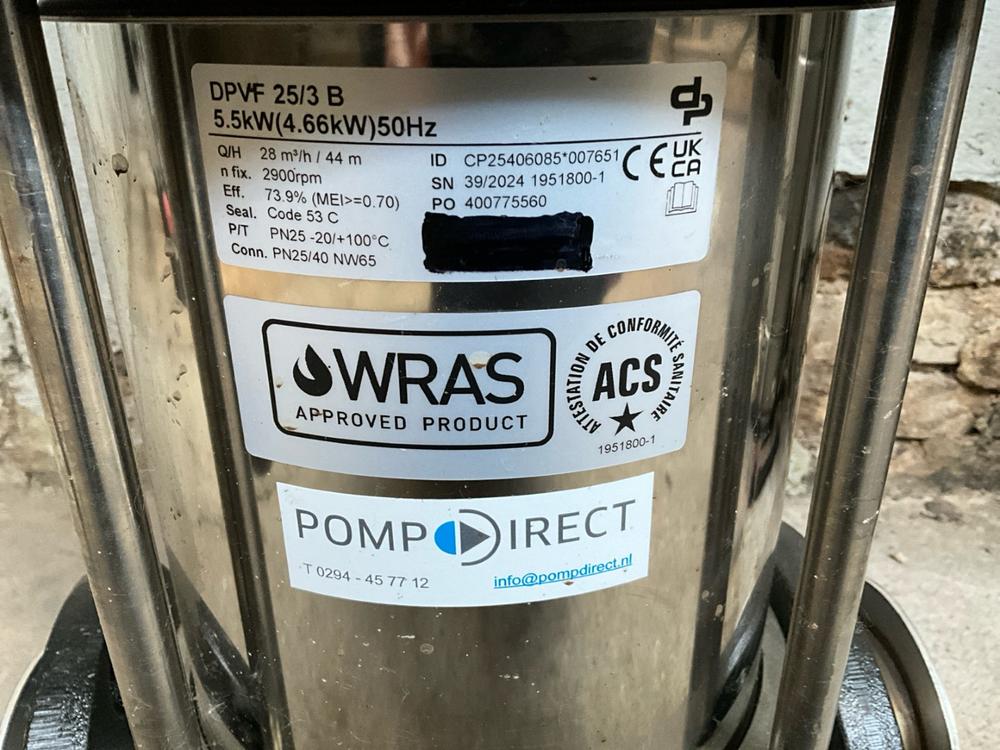 DPVF 25/3 B
5.5kW(4.66kW)50Hz
dp
Q/H 28 m³/h / 44 m
n fix. 2900rpm
Eff. 73.9% (MEI>=0.70)
Seal. Code 53 C
P/T PN25 -20/+100°C
Conn. PN25/40 NW65
ID CP25406085*007651
SN 39/2024 1951800-1
PO 400775560
CE UK
CA
WRAS
APPROVED PRODUCT
ATTESTATION DE CONFORMITÉ SANITAIRE
ACS
1951800-1
POMPDIRECT
T 0294 - 45 77 12
info@pompdirect.nl